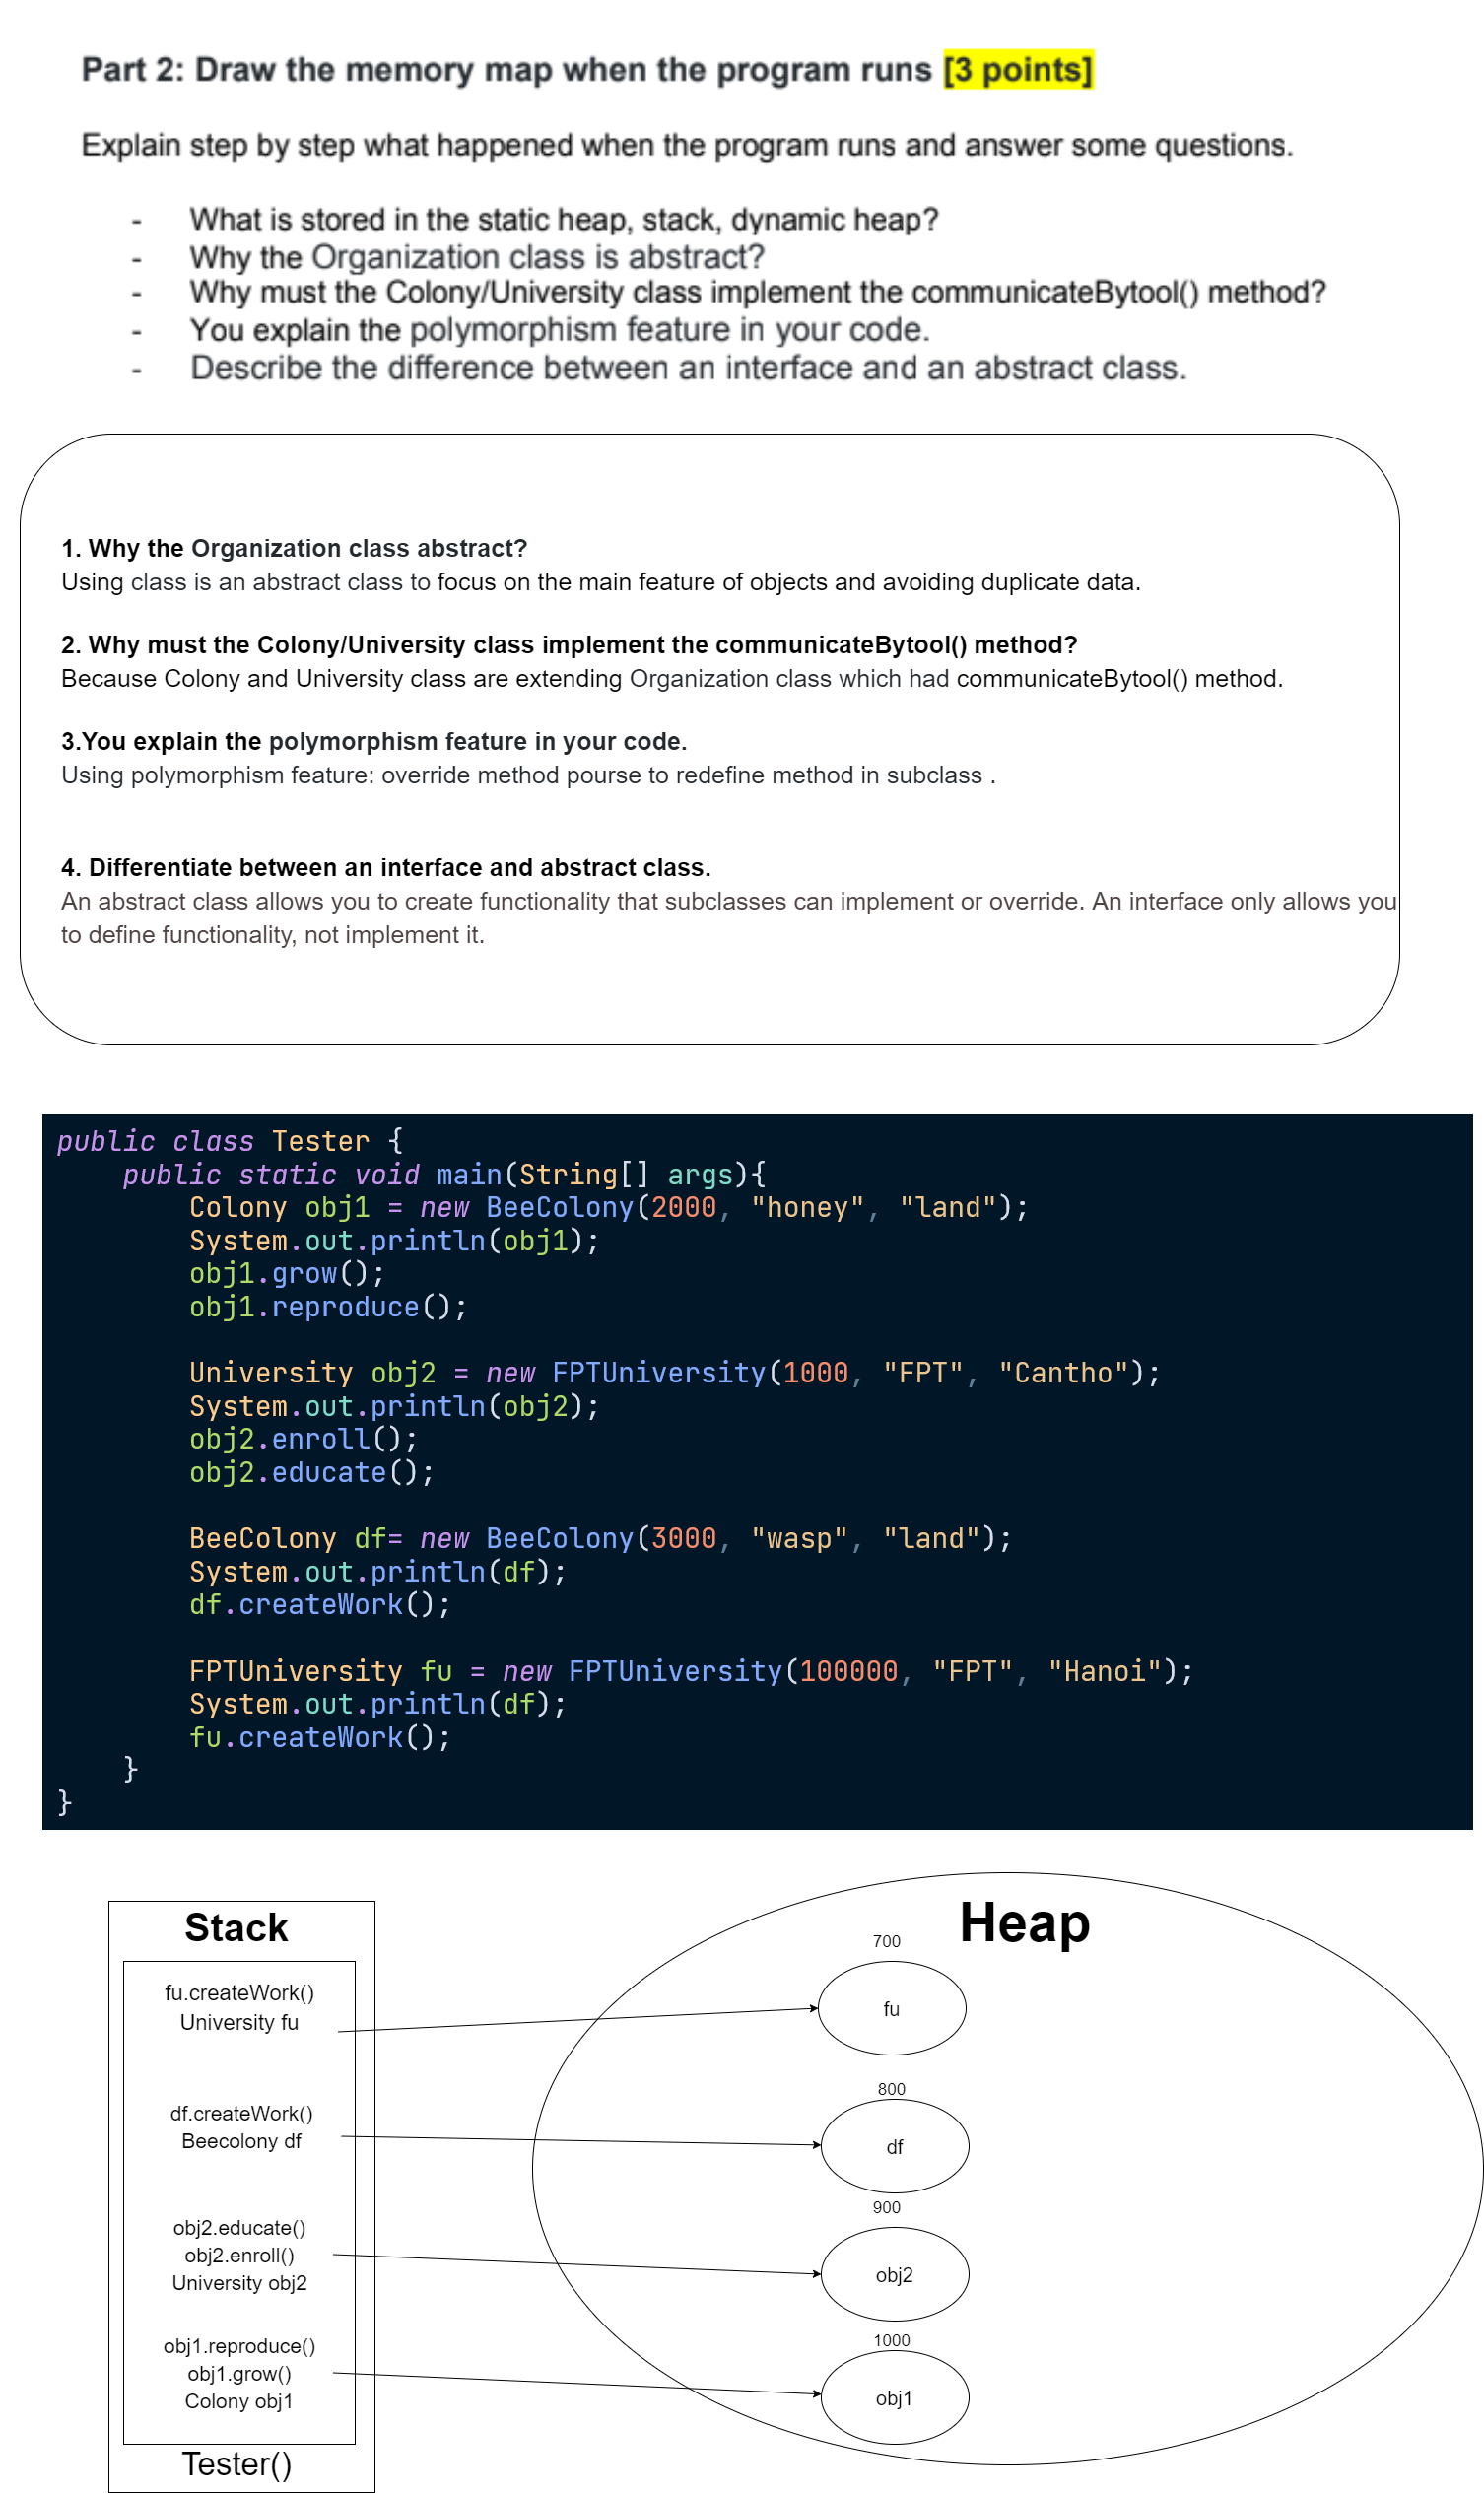 Part 2: Draw the memory map when the program runs [3 points]
Explain step by step what happened when the program runs and answer some questions.
- What is stored in the static heap, stack, dynamic heap?
- Why the Organization class is abstract?
- Why must the Colony/University class implement the communicateBytool() method?
- You explain the polymorphism feature in your code.
- Describe the difference between an interface and an abstract class.
1. Why the Organization class abstract?
Using class is an abstract class to focus on the main feature of objects and avoiding duplicate data.
2. Why must the Colony/University class implement the communicateBytool() method?
Because Colony and University class are extending Organization class which had communicateBytool() method.
3.You explain the polymorphism feature in your code.
Using polymorphism feature: override method pourse to redefine method in subclass .
4. Differentiate between an interface and abstract class.
An abstract class allows you to create functionality that subclasses can implement or override. An interface only allows you
to define functionality, not implement it.
public class Tester {
    public static void main(String[] args){
        Colony obj1 = new BeeColony(2000, "honey", "land");
        System.out.println(obj1);
        obj1.grow();
        obj1.reproduce();
        University obj2 = new FPTUniversity(1000, "FPT", "Cantho");
        System.out.println(obj2);
        obj2.enroll();
        obj2.educate();
        BeeColony df= new BeeColony(3000, "wasp", "land");
        System.out.println(df);
        df.createWork();
        FPTUniversity fu = new FPTUniversity(100000, "FPT", "Hanoi");
        System.out.println(df);
        fu.createWork();
    }
}
Stack
fu.createWork()
University fu
df.createWork()
Beecolony df
obj2.educate()
obj2.enroll()
University obj2
obj1.reproduce()
obj1.grow()
Colony obj1
Tester()
Heap
700
fu
800
df
900
obj2
1000
obj1